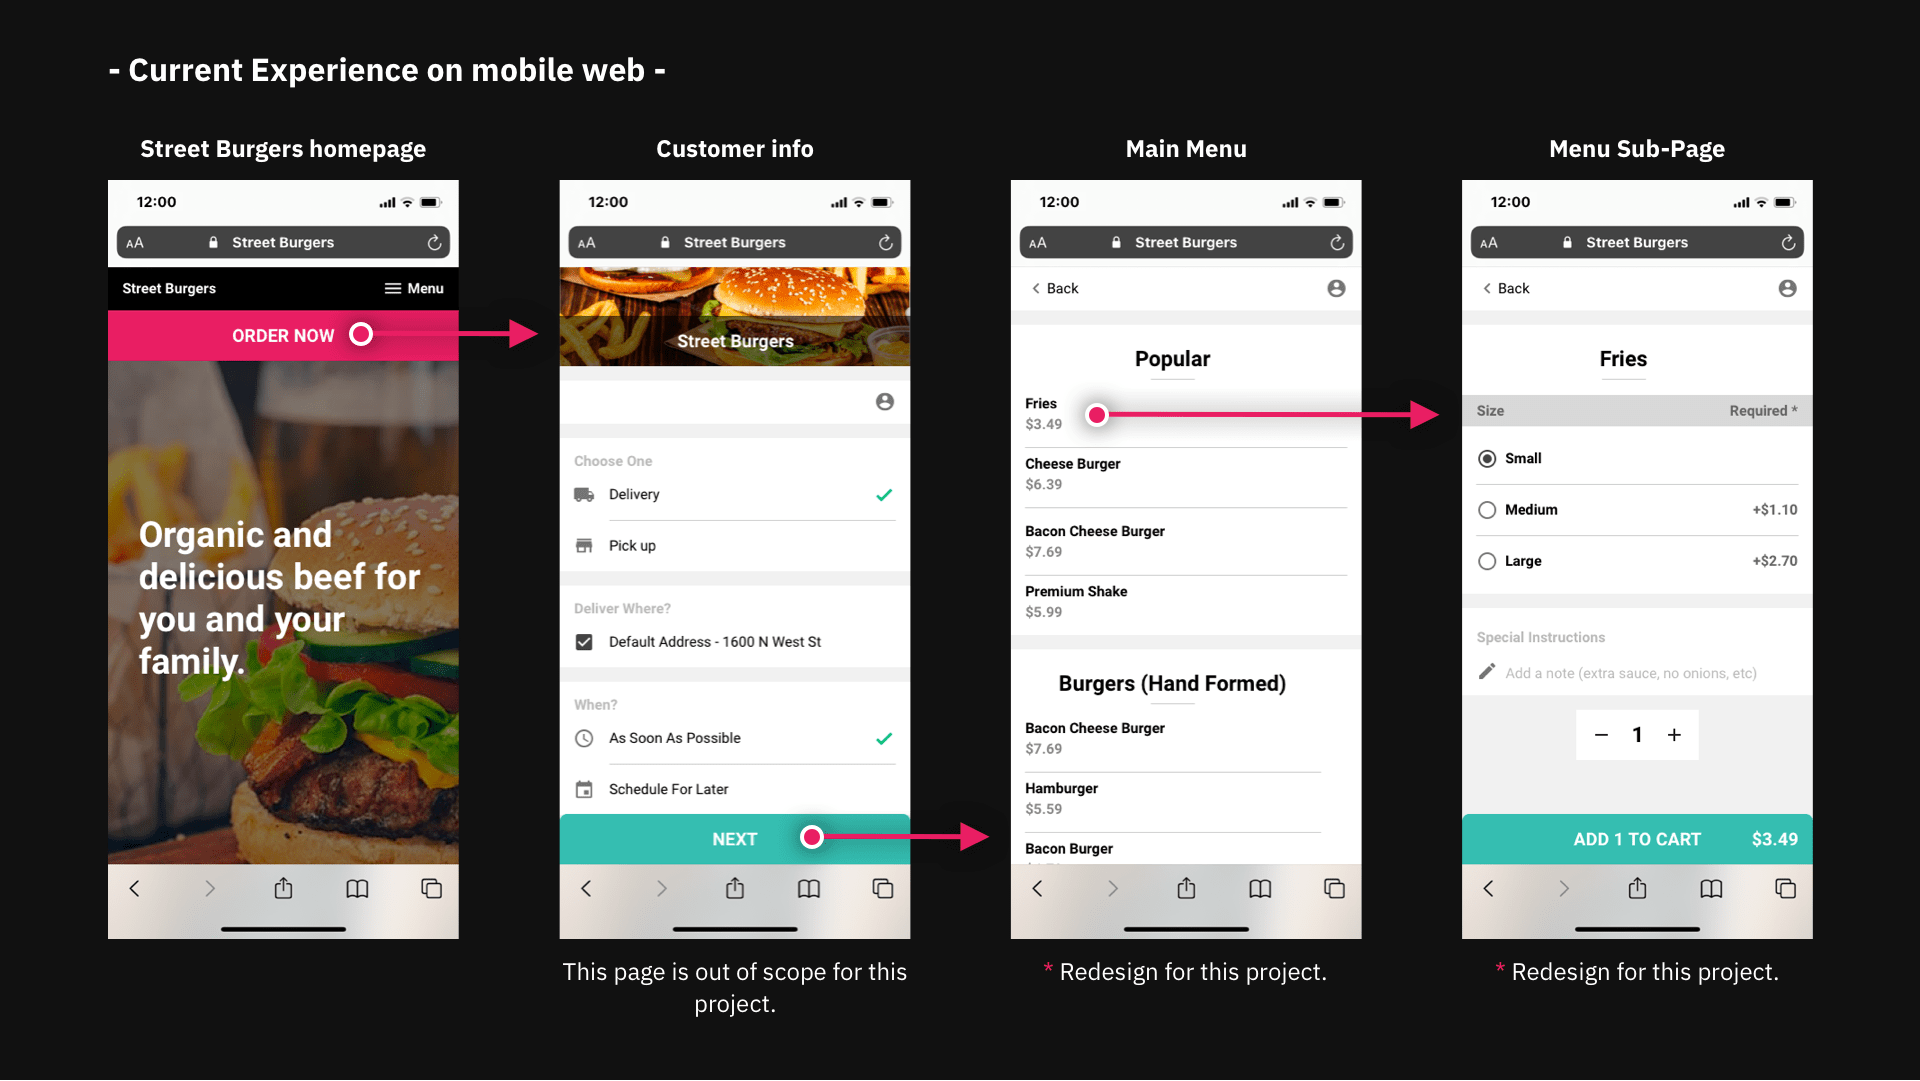 - Current Experience on mobile web -
Street Burgers homepage
12:00
AA Street Burgers
Street Burgers Menu
ORDER NOW
Organic and
delicious beef for
you and your
family.
Customer info
12:00
AA Street Burgers
Street Burgers
Choose One
Delivery
Pick up
Deliver Where?
Default Address - 1600 N West St
When?
As Soon As Possible
Schedule For Later
NEXT
This page is out of scope for this
project.
Main Menu
12:00
AA Street Burgers
Back
Popular
Fries
$3.49
Cheese Burger
$6.39
Bacon Cheese Burger
$7.69
Premium Shake
$5.99
Burgers (Hand Formed)
Bacon Cheese Burger
$7.69
Hamburger
$5.59
Bacon Burger
* Redesign for this project.
Menu Sub-Page
12:00
AA Street Burgers
Back
Fries
Size Required *
Small
Medium +$1.10
Large +$2.70
Special Instructions
Add a note (extra sauce, no onions, etc)
− 1 +
ADD 1 TO CART $3.49
* Redesign for this project.